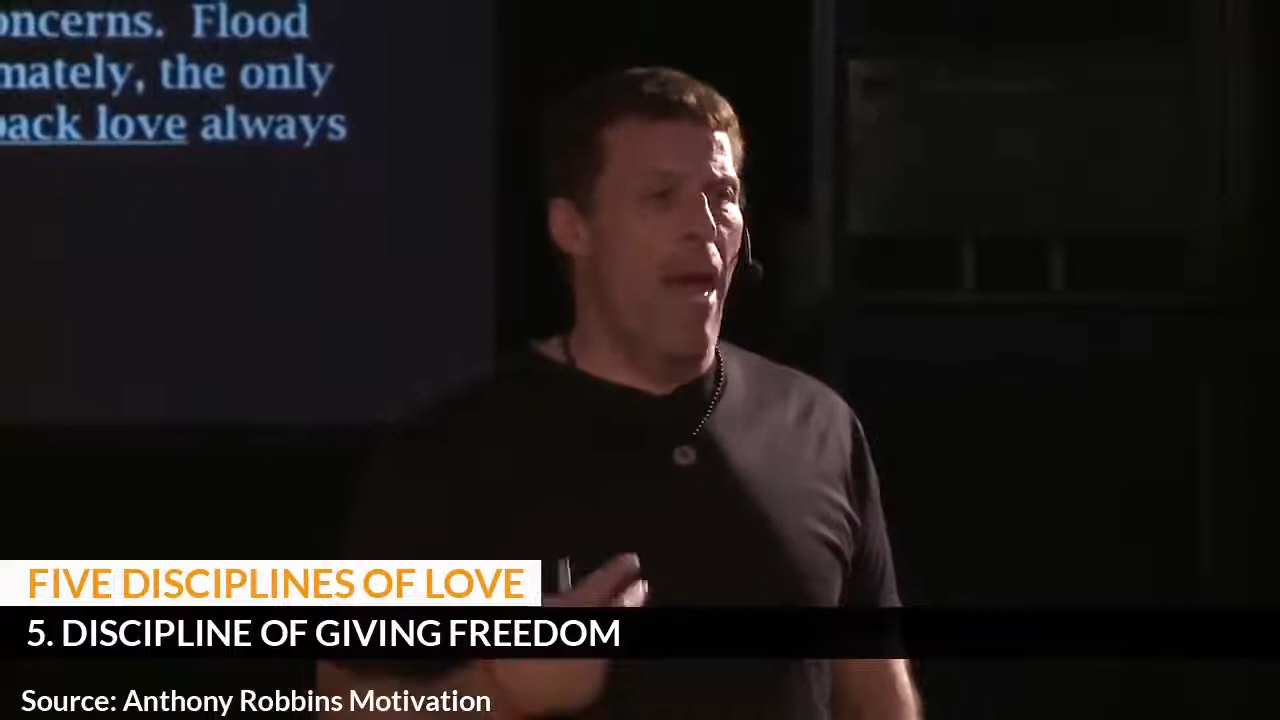 oncerns. Flood
mately, the only
back love always
FIVE DISCIPLINES OF LOVE
5. DISCIPLINE OF GIVING FREEDOM
Source: Anthony Robbins Motivation